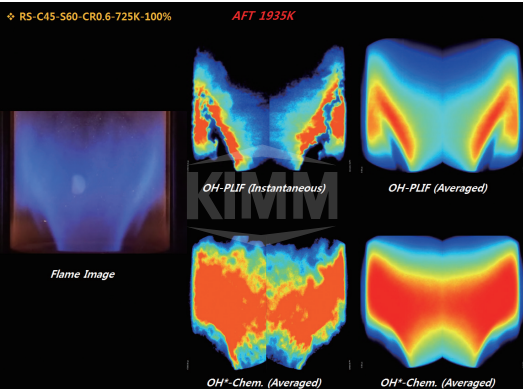 ❖ RS-C45-S60-CR0.6-725K-100%
AFT 1935K
OH-PLIF (Instantaneous)
OH-PLIF (Averaged)
KIMM
Flame Image
OH*-Chem. (Averaged)
OH*-Chem. (Averaged)